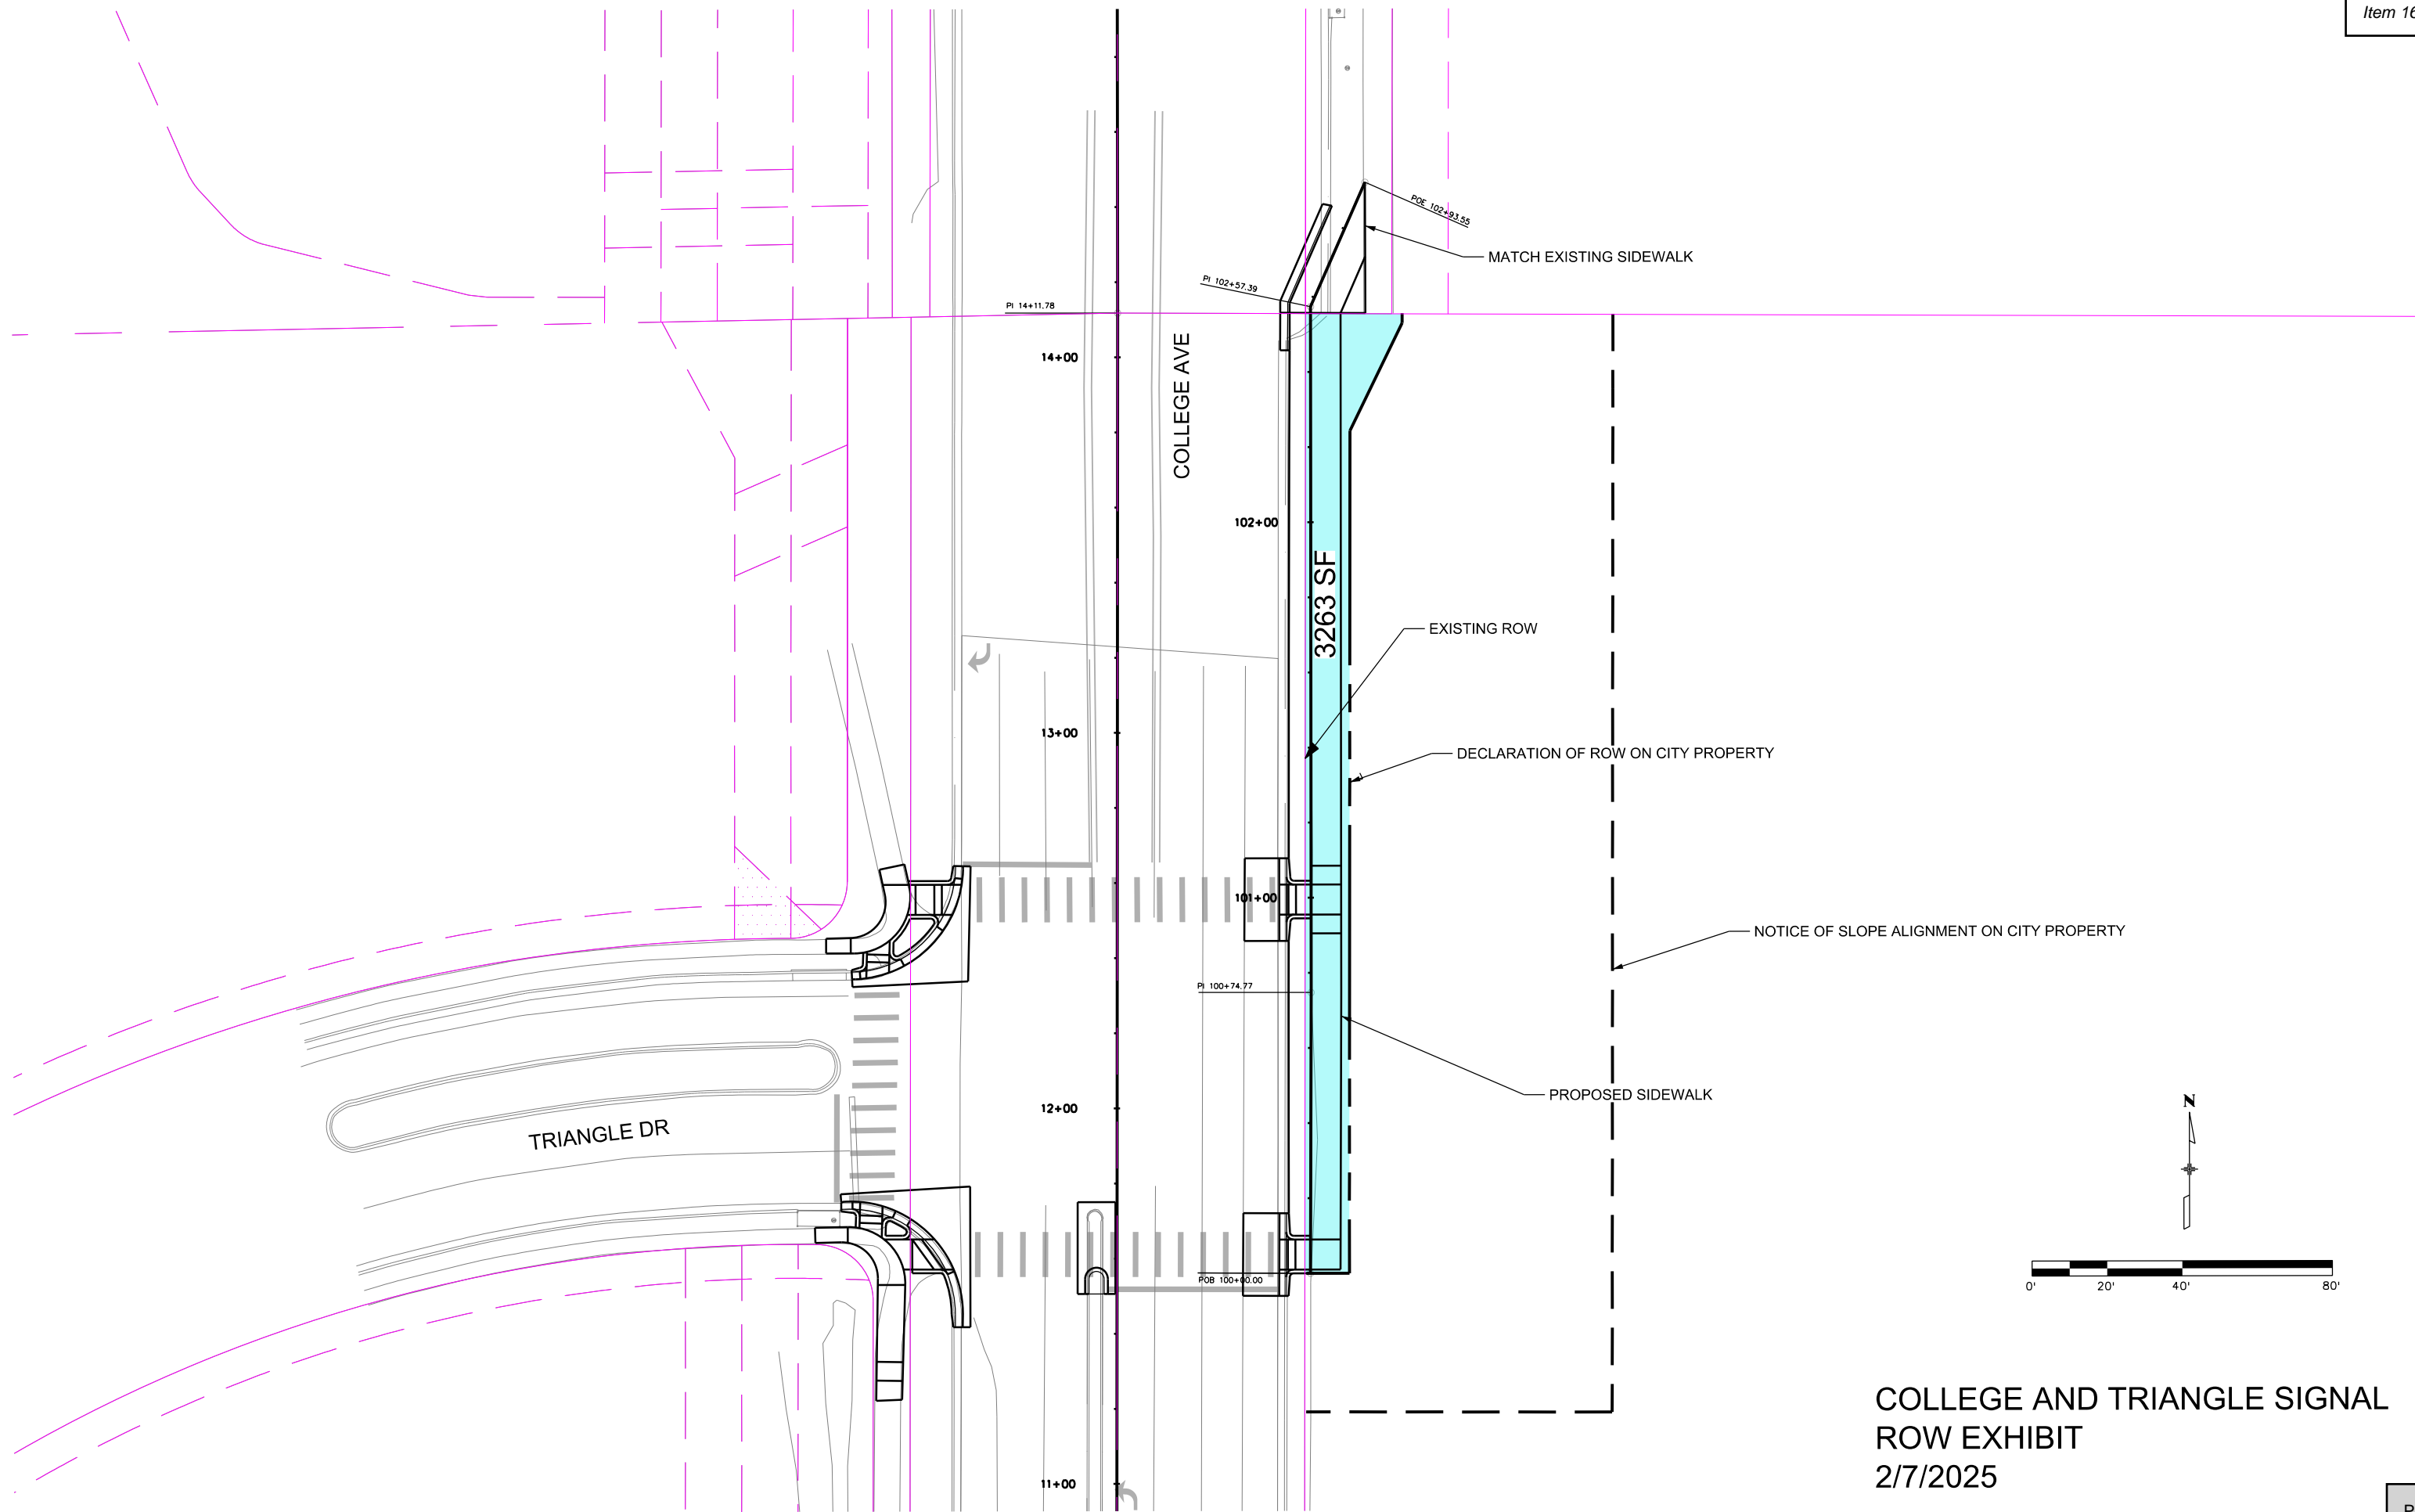 Item 16
POE 102+93.55
MATCH EXISTING SIDEWALK
PI 102+57.39
PI 14+11.78
14+00
COLLEGE AVE
102+00
3263 SF
EXISTING ROW
13+00
DECLARATION OF ROW ON CITY PROPERTY
101+00
NOTICE OF SLOPE ALIGNMENT ON CITY PROPERTY
PI 100+74.77
PROPOSED SIDEWALK
12+00
N
TRIANGLE DR
POB 100+00.00
0' 20' 40' 80'
COLLEGE AND TRIANGLE SIGNAL
ROW EXHIBIT
2/7/2025
11+00